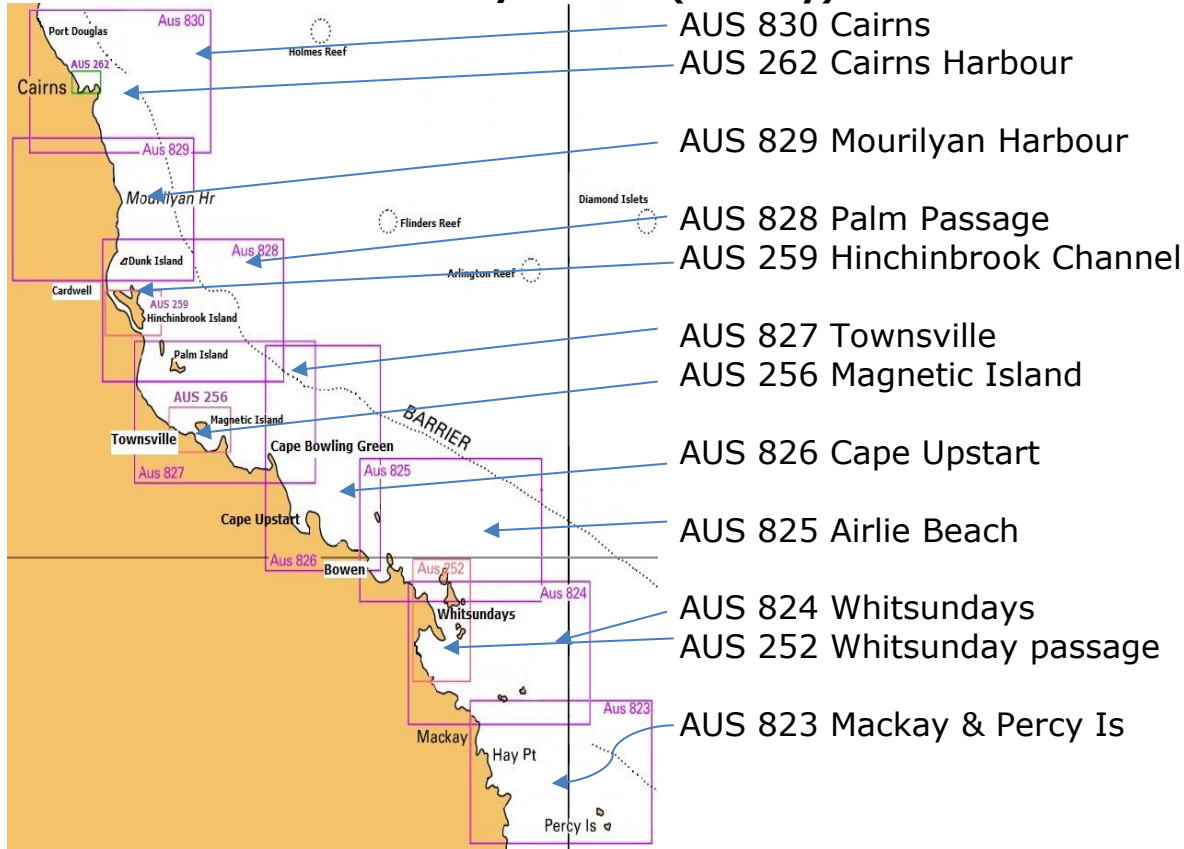 Port Douglas
Aus 830
AUS 262
Cairns
Holmes Reef
Aus 829
Mourilyan Hr
Diamond Islets
Flinders Reef
Aus 828
Dunk Island
Arlington Reef
Cardwell
AUS 259
Hinchinbrook Island
Palm Island
AUS 256
Magnetic Island
Townsville
BARRIER
Cape Bowling Green
Aus 827
Aus 825
Cape Upstart
Aus 826
Bowen
Aus 252
Aus 824
Whitsundays
Aus 823
Mackay
Hay Pt
Percy Is
AUS 830 Cairns
AUS 262 Cairns Harbour
AUS 829 Mourilyan Harbour
AUS 828 Palm Passage
AUS 259 Hinchinbrook Channel
AUS 827 Townsville
AUS 256 Magnetic Island
AUS 826 Cape Upstart
AUS 825 Airlie Beach
AUS 824 Whitsundays
AUS 252 Whitsunday passage
AUS 823 Mackay & Percy Is